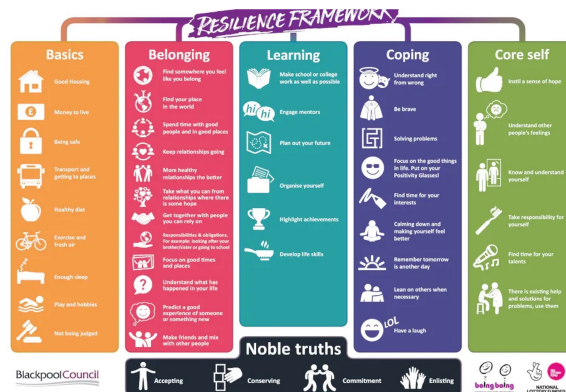 RESILIENCE FRAMEWORK
Basics
Good Housing
£
Money to live
Being safe
Transport and
getting to places
Healthy diet
Exercise and
fresh air
Enough sleep
Play and hobbies
Not being judged
Belonging
Find somewhere you feel
like you belong
Find your place
in the world
Spend time with good
people and in good places
Keep relationships going
More healthy
relationships the better
Take what you can from
relationships where there
is some hope
Get together with people
you can rely on
Responsibilities & obligations.
For example: looking after your
brother/sister or going to school
Focus on good times
and places
?
Understand what has
happened in your life
Predict a good
experience of someone
or something new
Make friends and mix
with other people
Learning
Make school or college
work as well as possible
hi hi
Engage mentors
Plan out your future
Organise yourself
Highlight achievements
Develop life skills
Coping
Understand right
from wrong
Be brave
Solving problems
Focus on the good things
in life. Put on your
Positivity Glasses!
Find time for your
interests
Calming down and
making yourself feel
better
Remember tomorrow
is another day
Lean on others when
necessary
LOL
Have a laugh
Core self
Instil a sense of hope
Understand other
people's feelings
Know and understand
yourself
Take responsibility for
yourself
Find time for your
talents
There is existing help
and solutions for
problems, use them
Noble truths
Accepting
Conserving
Commitment
Enlisting
BlackpoolCouncil
boing boing
NATIONAL
LOTTERY FUNDED